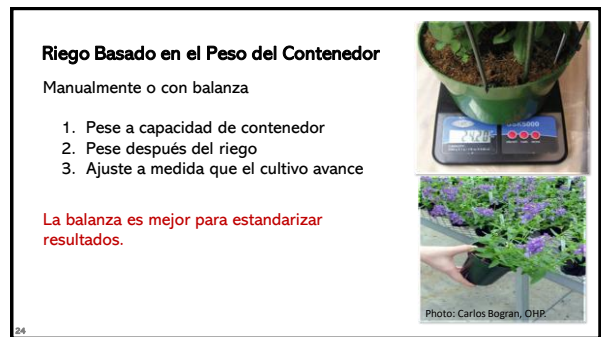 Riego Basado en el Peso del Contenedor
Manualmente o con balanza
1. Pese a capacidad de contenedor
2. Pese después del riego
3. Ajuste a medida que el cultivo avance
La balanza es mejor para estandarizar
resultados.
Photo: Carlos Bogran, OHP.
24